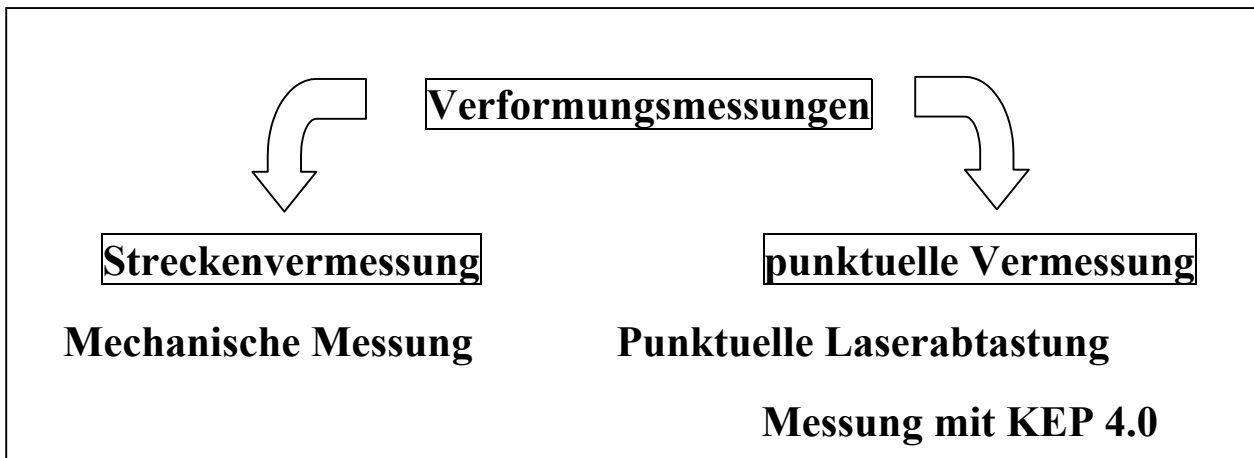 Verformungsmessungen
Streckenvermessung
punktuelle Vermessung
Mechanische Messung
Punktuelle Laserabtastung
Messung mit KEP 4.0